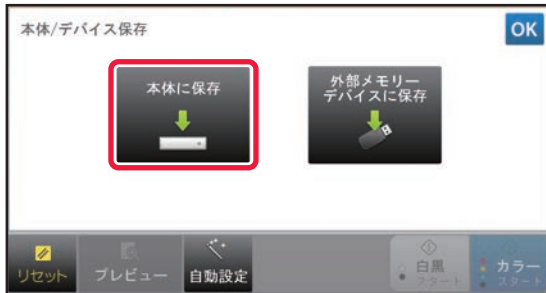 本体/デバイス保存
OK
本体に保存
外部メモリー
デバイスに保存
リセット
プレビュー
自動設定
白黒
スタート
カラー
スタート